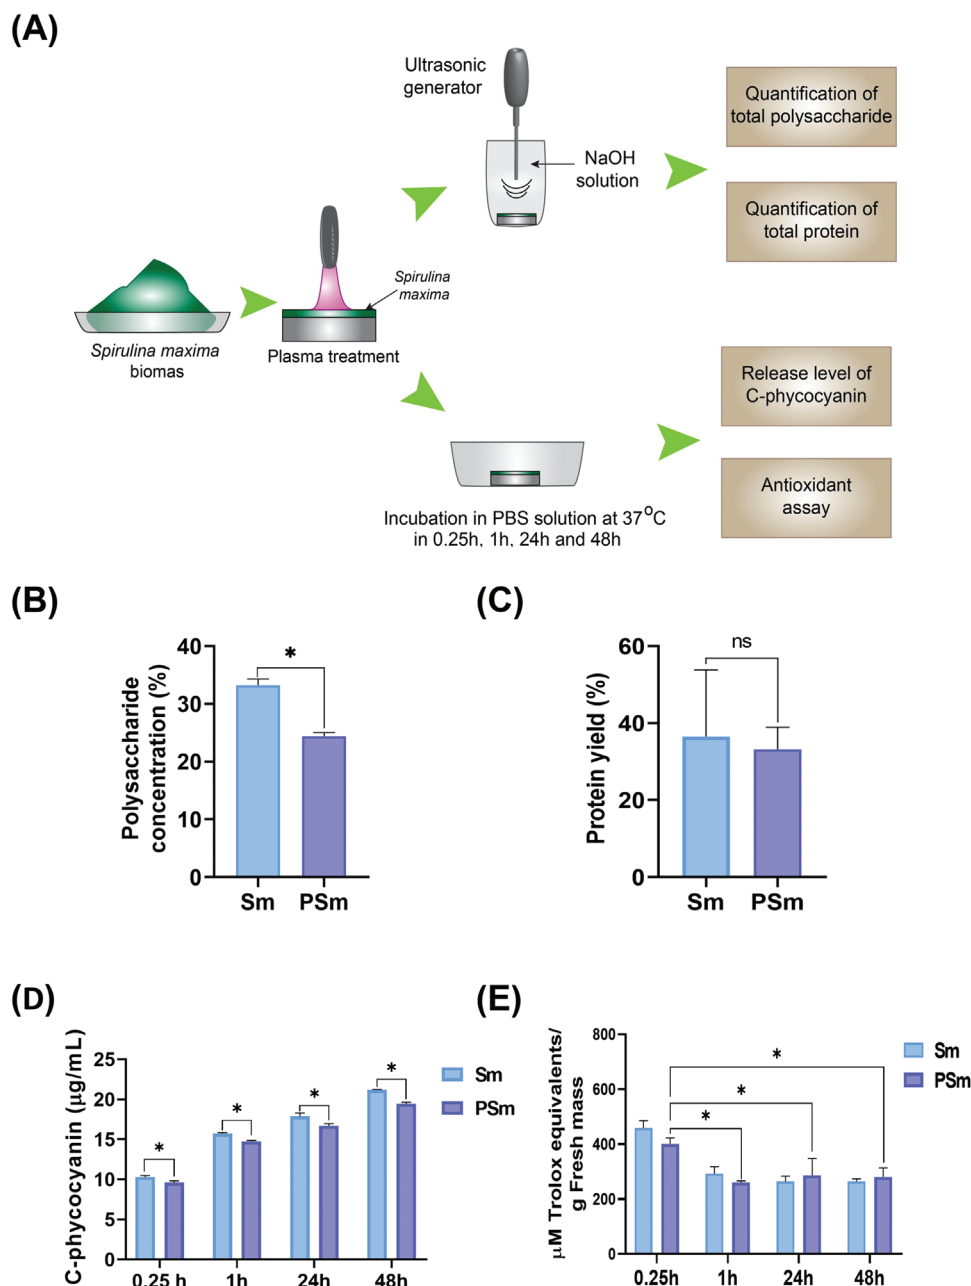 (A)
Ultrasonic
generator
NaOH
solution
Quantification of
total polysaccharide
Quantification of
total protein
Spirulina
maxima
Spirulina maxima
biomas
Plasma treatment
Release level of
C-phycocyanin
Antioxidant
assay
Incubation in PBS solution at 37°C
in 0.25h, 1h, 24h and 48h
(B)
Polysaccharide
concentration (%)
40
30
20
10
0
*
Sm PSm
(C)
Protein yield (%)
60
40
20
0
ns
Sm PSm
(D)
C-phycocyanin (µg/mL)
25
20
15
10
5
0
*
*
*
*
Sm
PSm
0.25 h 1h 24h 48h
(E)
µM Trolox equivalents/
g Fresh mass
800
600
400
200
0
*
*
*
Sm
PSm
0.25h 1h 24h 48h